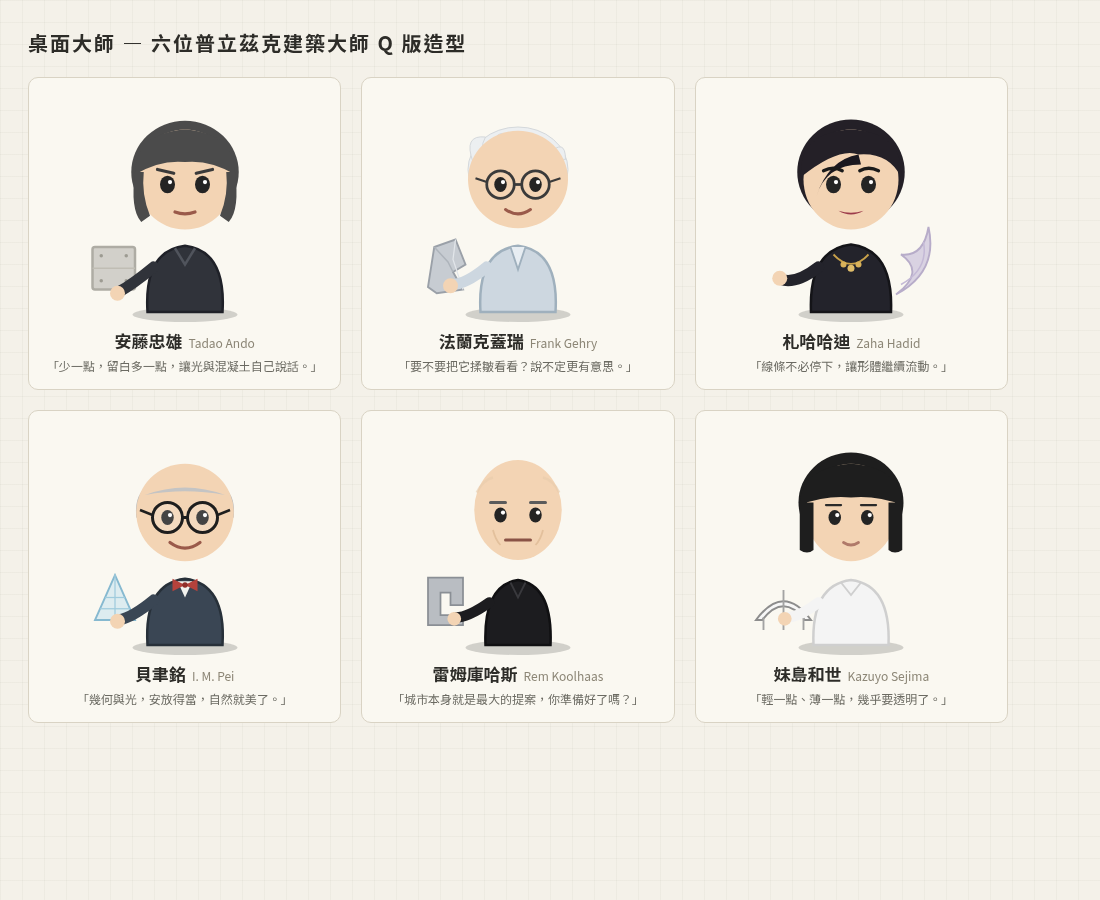 桌面大師 — 六位普立茲克建築大師 Q 版造型
安藤忠雄 Tadao Ando
「少一點，留白多一點，讓光與混凝土自己說話。」
法蘭克蓋瑞 Frank Gehry
「要不要把它揉皺看看？說不定更有意思。」
札哈哈迪 Zaha Hadid
「線條不必停下，讓形體繼續流動。」
貝聿銘 I. M. Pei
「幾何與光，安放得當，自然就美了。」
雷姆庫哈斯 Rem Koolhaas
「城市本身就是最大的提案，你準備好了嗎？」
妹島和世 Kazuyo Sejima
「輕一點、薄一點，幾乎要透明了。」